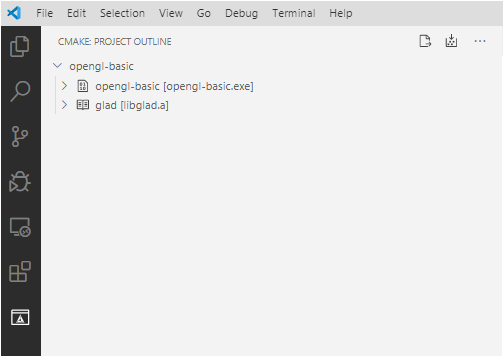 File Edit Selection View Go Debug Terminal Help
CMAKE: PROJECT OUTLINE
opengl-basic
opengl-basic [opengl-basic.exe]
glad [libglad.a]